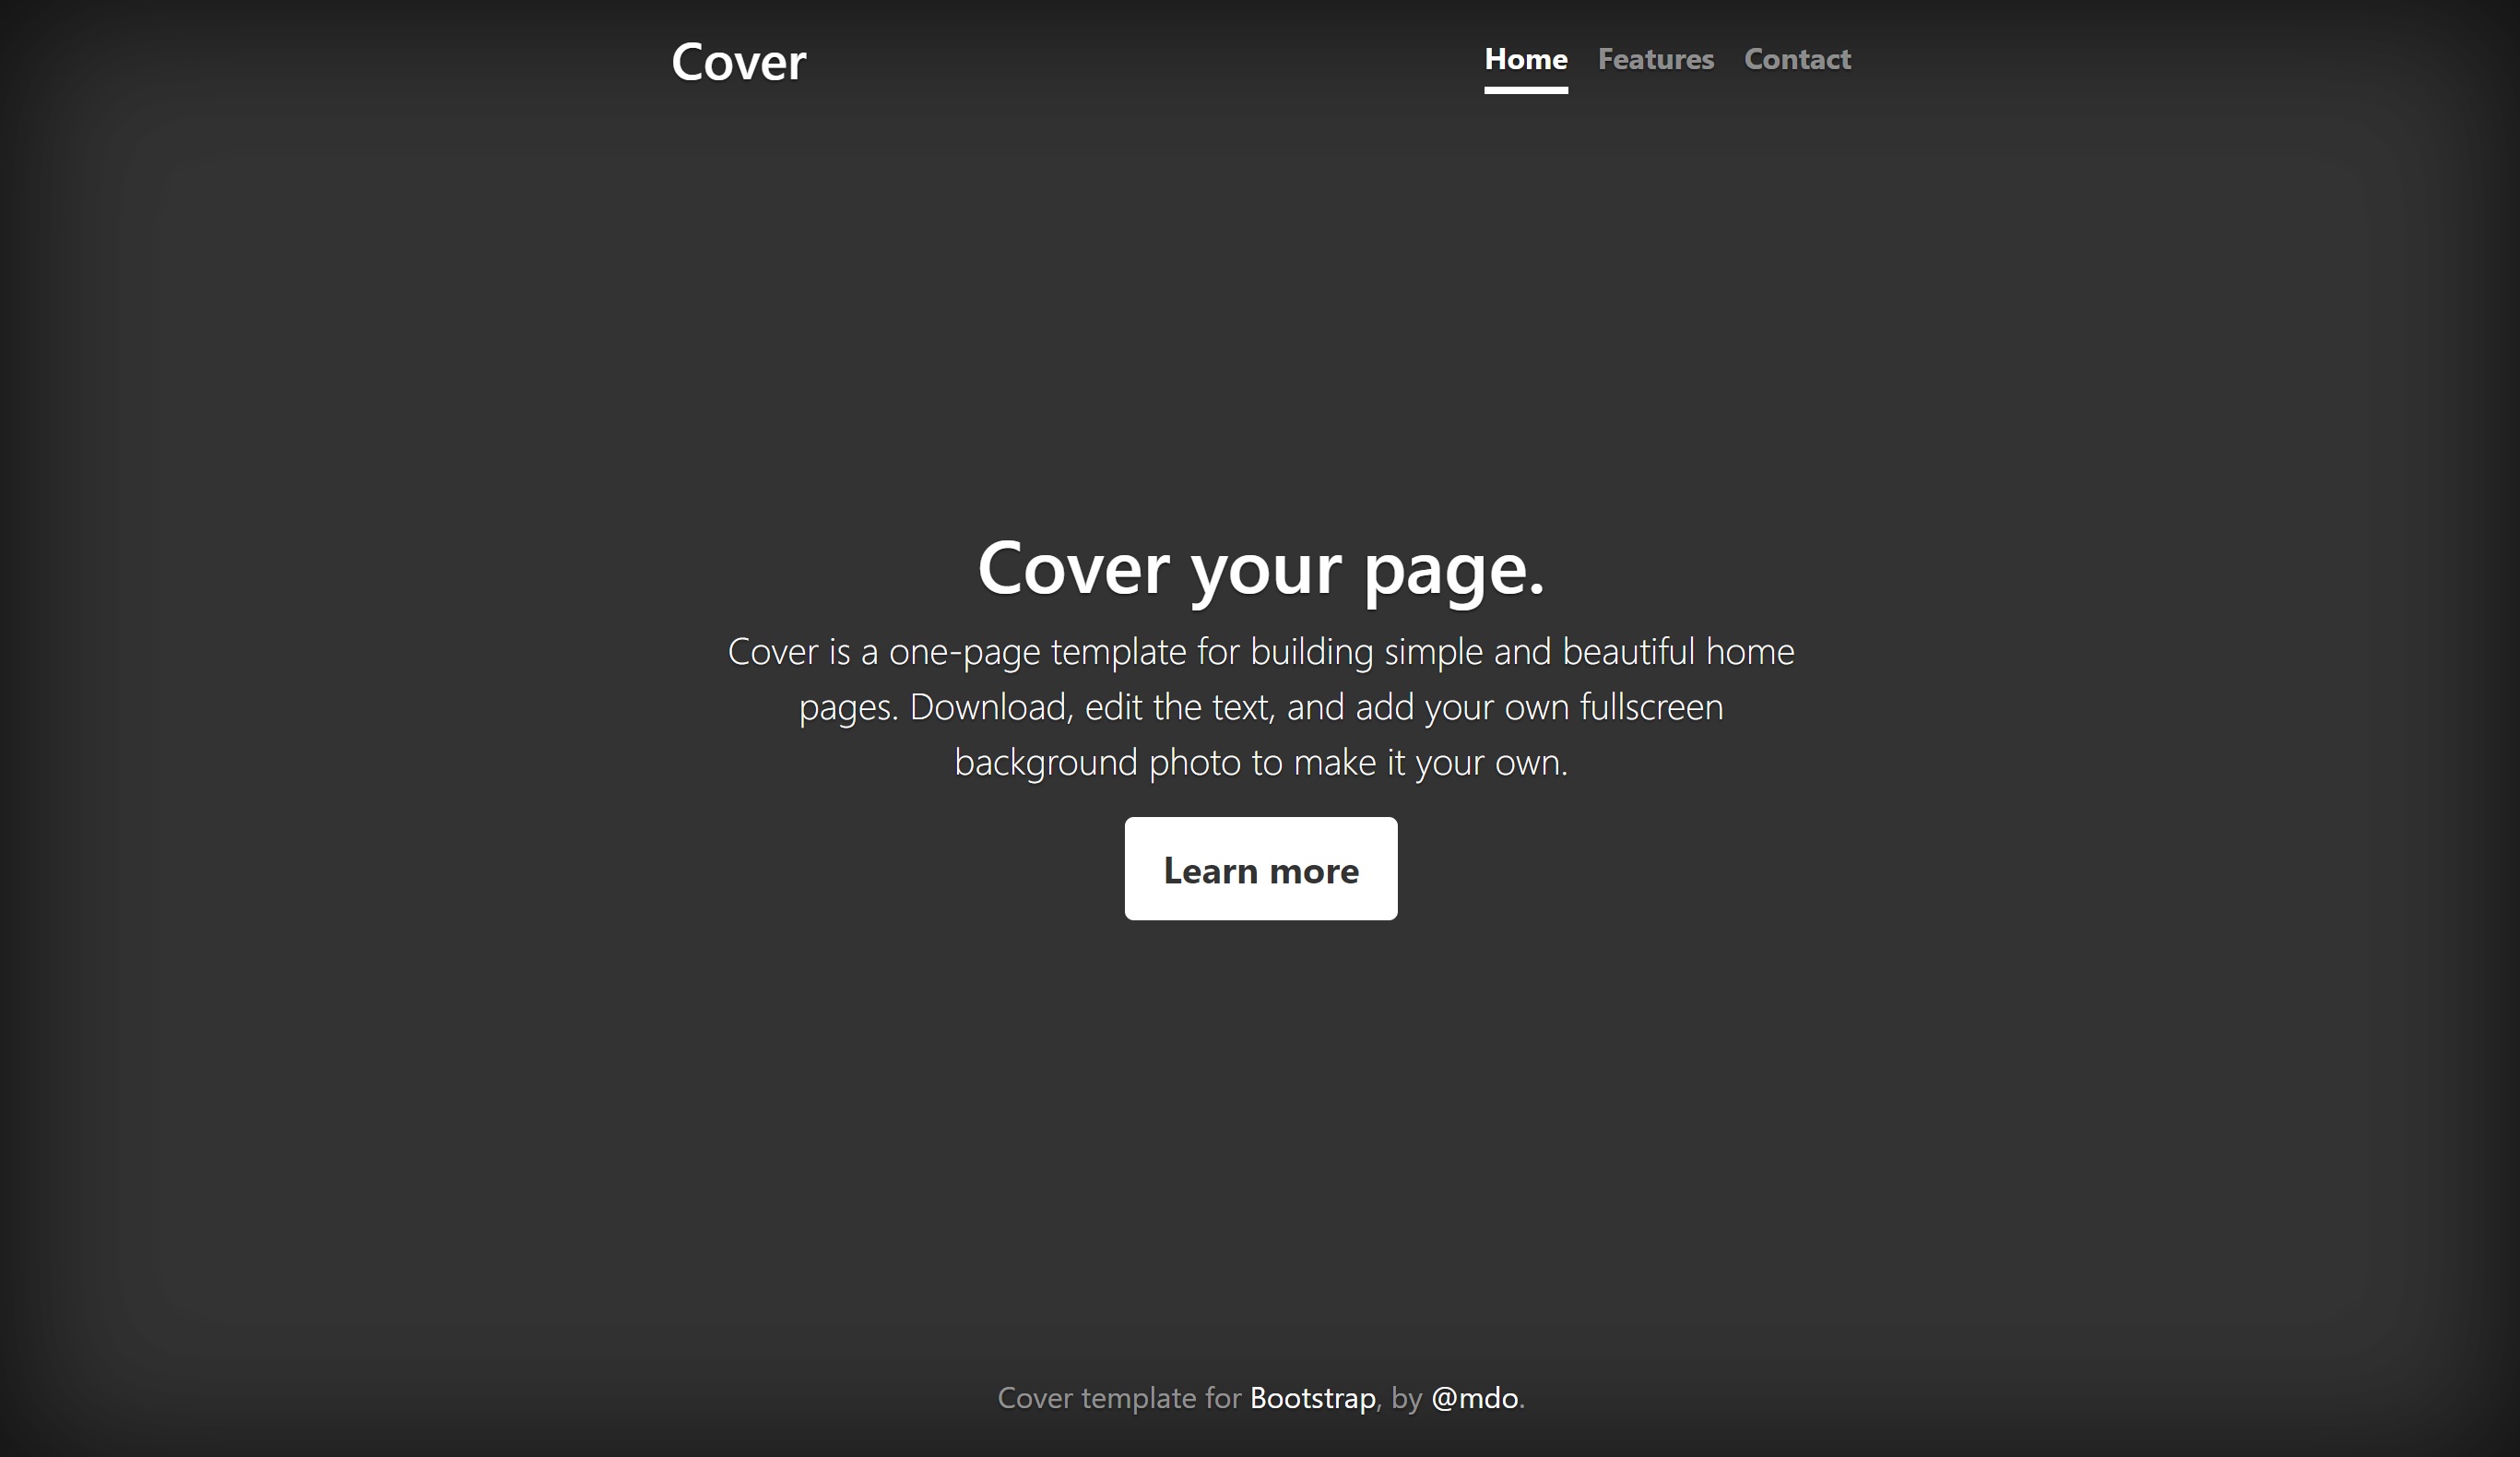 Cover
Home Features Contact
Cover your page.
Cover is a one-page template for building simple and beautiful home
pages. Download, edit the text, and add your own fullscreen
background photo to make it your own.
Learn more
Cover template for Bootstrap, by @mdo.